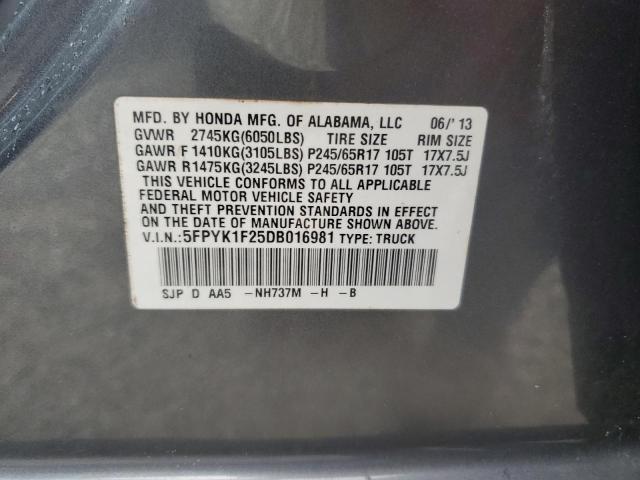 MFD. BY HONDA MFG. OF ALABAMA, LLC 06/'13
GVWR 2745KG(6050LBS) TIRE SIZE RIM SIZE
GAWR F 1410KG(3105LBS) P245/65R17 105T 17X7.5J
GAWR R1475KG(3245LBS) P245/65R17 105T 17X7.5J
THIS VEHICLE CONFORMS TO ALL APPLICABLE
FEDERAL MOTOR VEHICLE SAFETY
AND THEFT PREVENTION STANDARDS IN EFFECT
ON THE DATE OF MANUFACTURE SHOWN ABOVE.
V.I.N.:5FPYK1F25DB016981 TYPE: TRUCK
SJP D AA5 -NH737M -H -B